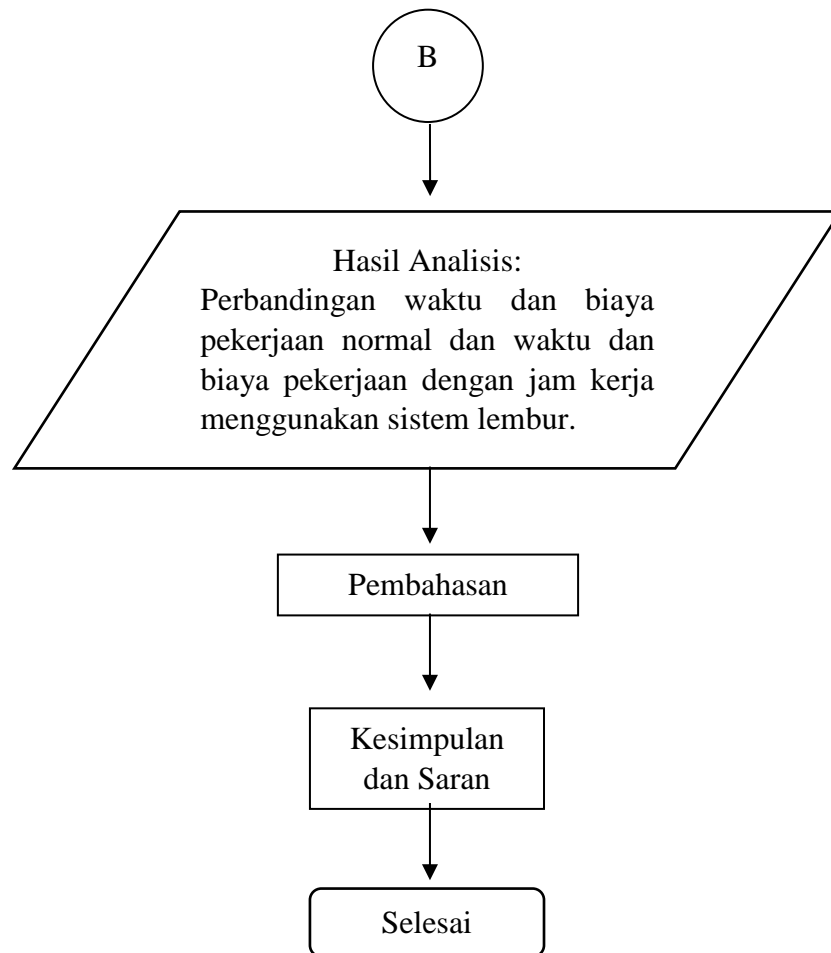 B
Hasil Analisis:
Perbandingan waktu dan biaya
pekerjaan normal dan waktu dan
biaya pekerjaan dengan jam kerja
menggunakan sistem lembur.
Pembahasan
Kesimpulan
dan Saran
Selesai